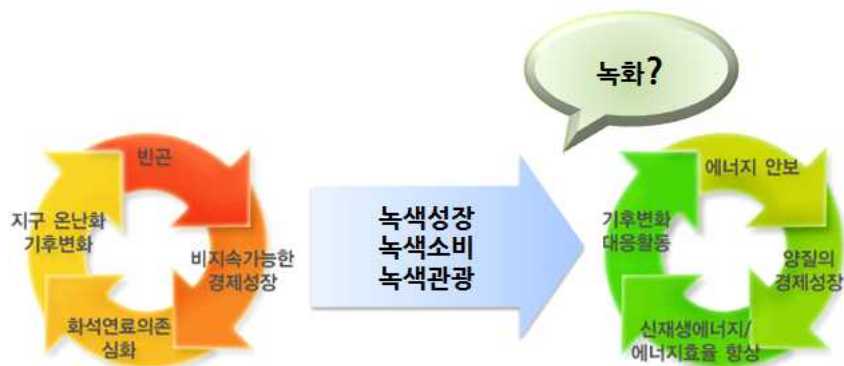 녹화?
빈곤
비지속가능한
경제성장
화석연료의존
심화
지구 온난화
기후변화
녹색성장
녹색소비
녹색관광
에너지 안보
양질의
경제성장
신재생에너지/
에너지효율 향상
기후변화
대응활동